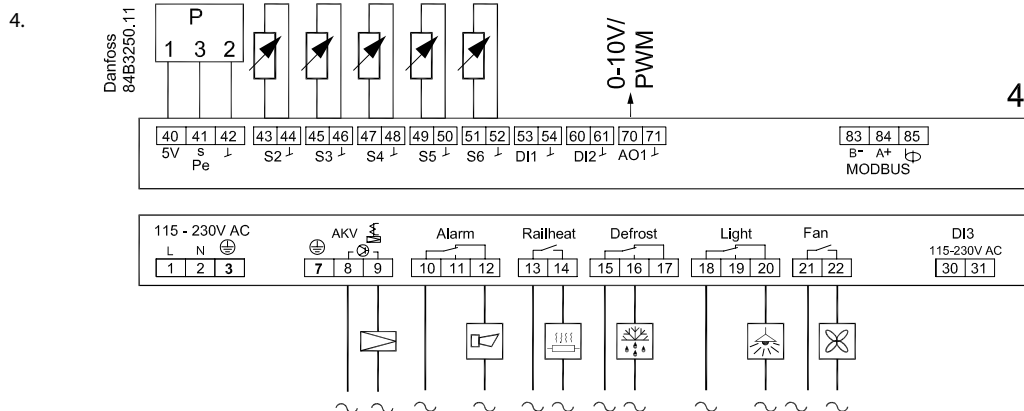 4.
Danfoss
84B3250.11
P
1 3 2
0-10V/
PWM
4
40 41 42 43 44 45 46 47 48 49 50 51 52 53 54 60 61 70 71 83 84 85
5V s ⊥ S2 ⊥ S3 ⊥ S4 ⊥ S5 ⊥ S6 ⊥ DI1 ⊥ DI2 ⊥ AO1 ⊥ B- A+
Pe MODBUS
115 - 230V AC AKV Alarm Railheat Defrost Light Fan DI3
L N 115-230V AC
1 2 3 7 8 9 10 11 12 13 14 15 16 17 18 19 20 21 22 30 31